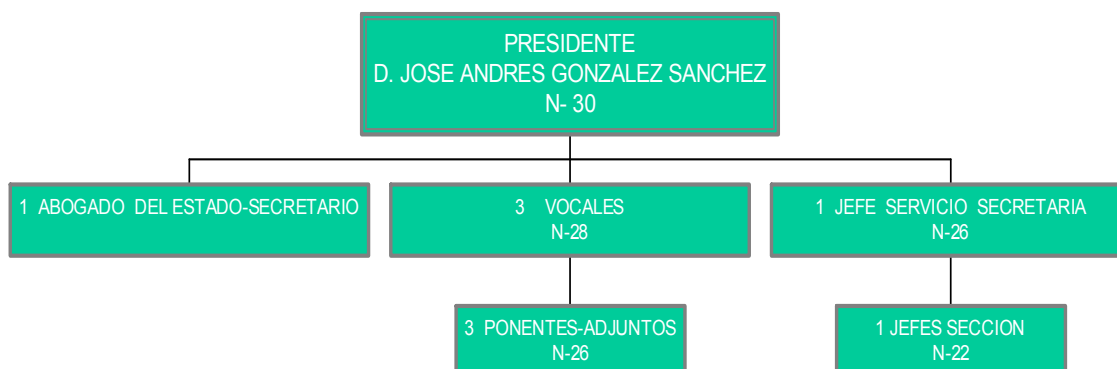 PRESIDENTE
D. JOSE ANDRES GONZALEZ SANCHEZ
N- 30
1 ABOGADO DEL ESTADO-SECRETARIO
3 VOCALES
N-28
1 JEFE SERVICIO SECRETARIA
N-26
3 PONENTES-ADJUNTOS
N-26
1 JEFES SECCION
N-22